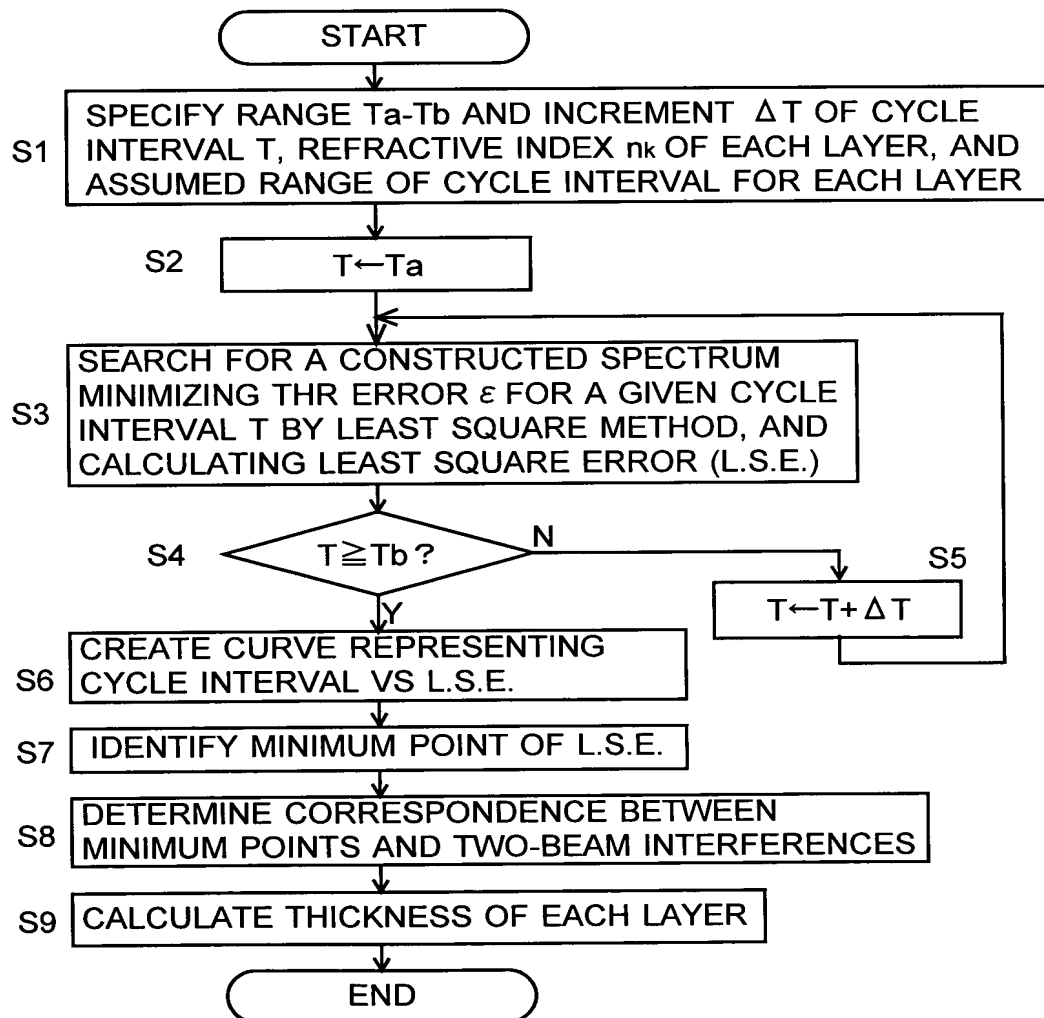 START
S1
SPECIFY RANGE Ta-Tb AND INCREMENT ΔT OF CYCLE
INTERVAL T, REFRACTIVE INDEX nk OF EACH LAYER, AND
ASSUMED RANGE OF CYCLE INTERVAL FOR EACH LAYER
S2
T←Ta
S3
SEARCH FOR A CONSTRUCTED SPECTRUM
MINIMIZING THR ERROR ε FOR A GIVEN CYCLE
INTERVAL T BY LEAST SQUARE METHOD, AND
CALCULATING LEAST SQUARE ERROR (L.S.E.)
S4
T≧Tb?
N
S5
T←T+ΔT
Y
S6
CREATE CURVE REPRESENTING
CYCLE INTERVAL VS L.S.E.
S7
IDENTIFY MINIMUM POINT OF L.S.E.
S8
DETERMINE CORRESPONDENCE BETWEEN
MINIMUM POINTS AND TWO-BEAM INTERFERENCES
S9
CALCULATE THICKNESS OF EACH LAYER
END